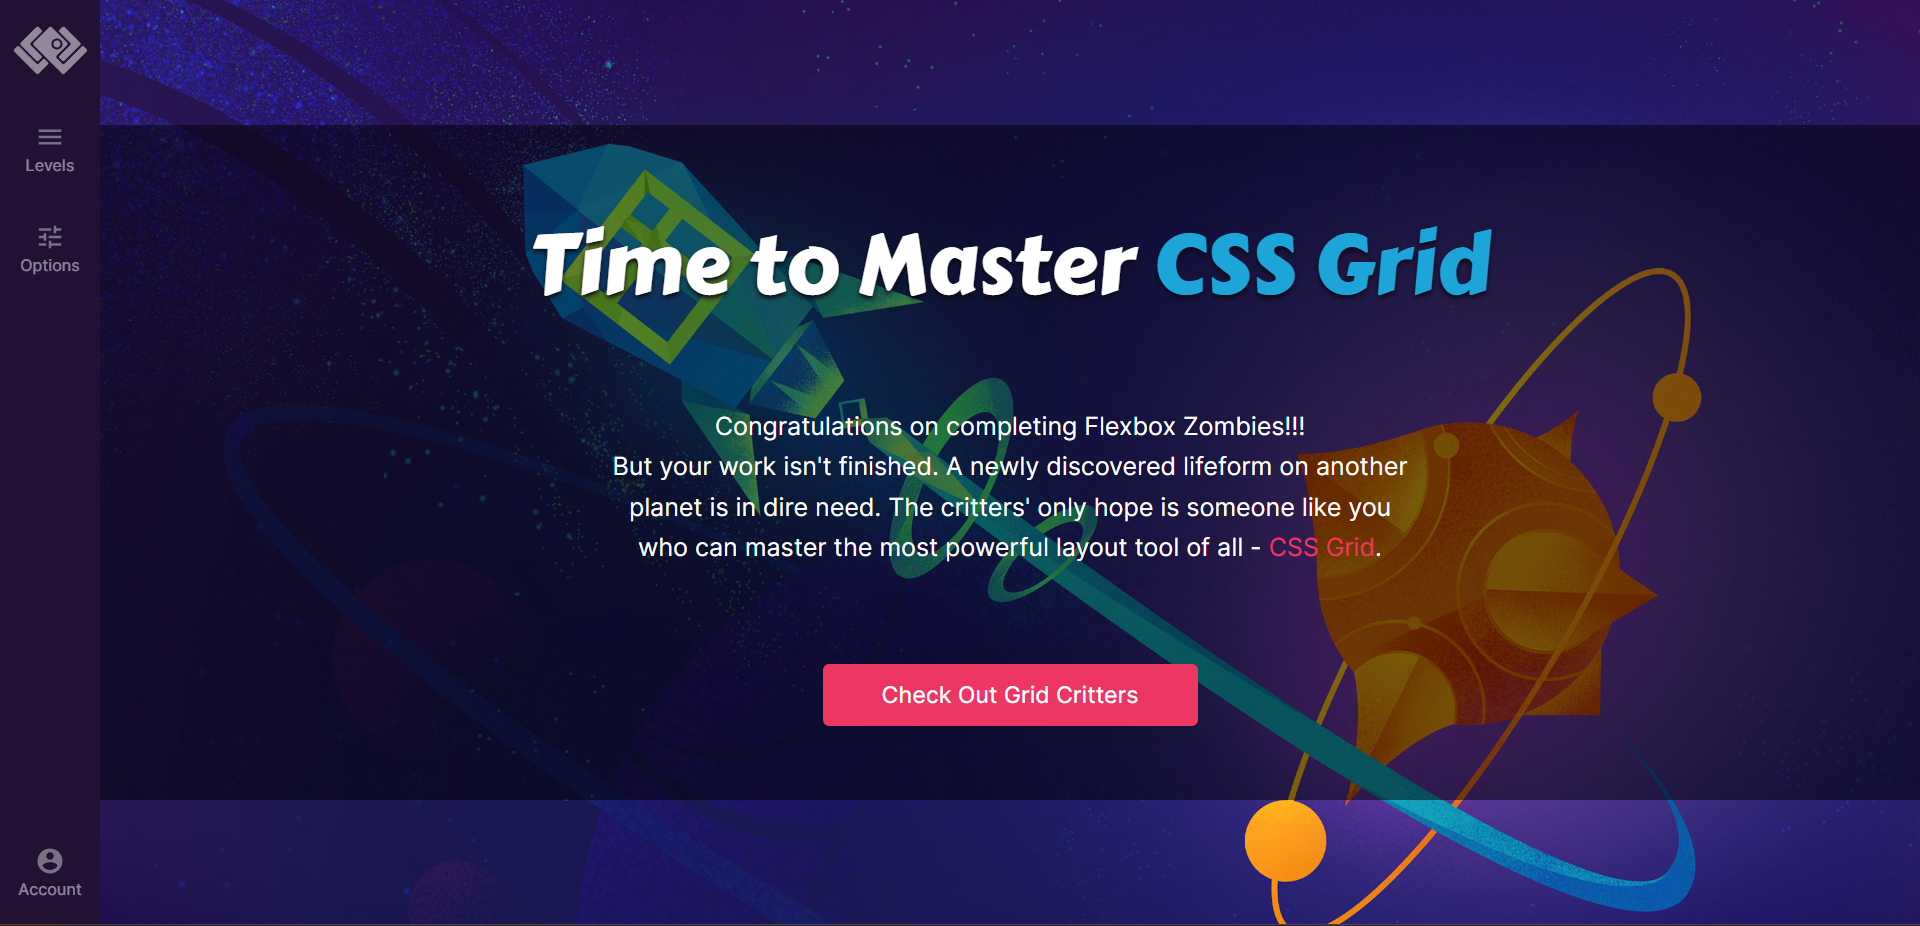 Levels
Options
Account
Time to Master CSS Grid
Congratulations on completing Flexbox Zombies!!!
But your work isn't finished. A newly discovered lifeform on another
planet is in dire need. The critters' only hope is someone like you
who can master the most powerful layout tool of all - CSS Grid.
Check Out Grid Critters